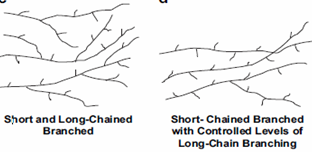 Short and Long-Chained
Branched
Short- Chained Branched
with Controlled Levels of
Long-Chain Branching